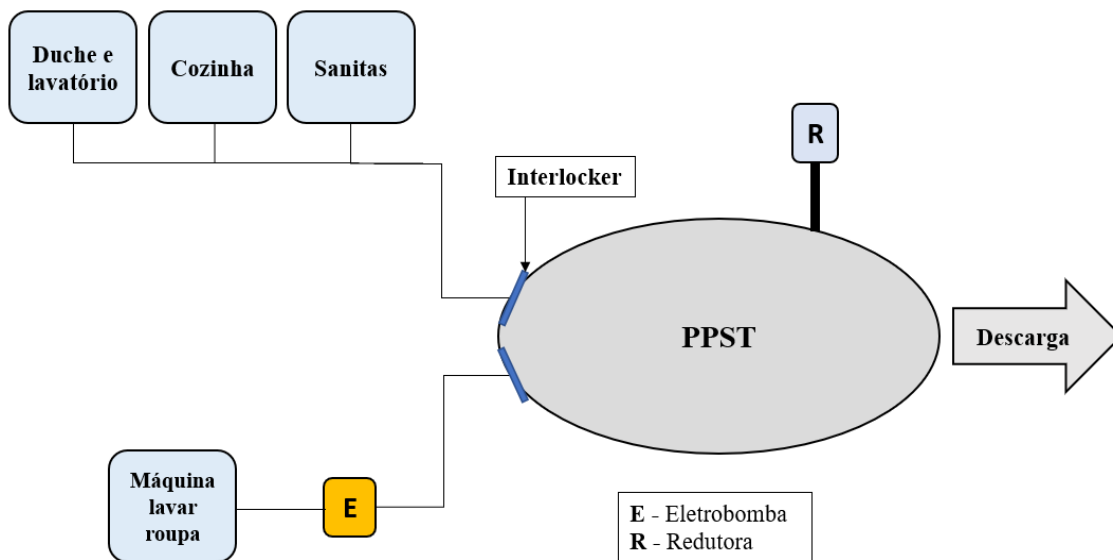 Duche e
lavatório
Cozinha
Sanitas
R
Interlocker
PPST
Descarga
Máquina
lavar
roupa
E
E - Eletrobomba
R - Redutora